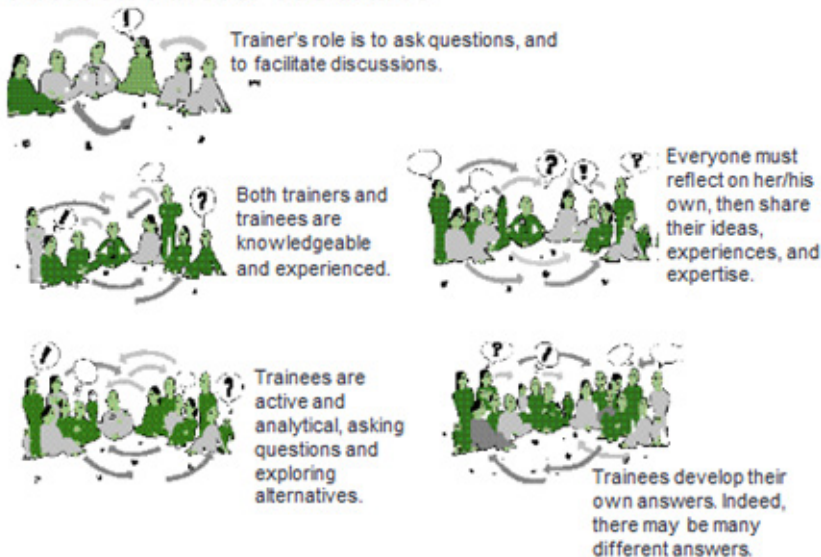 Trainer's role is to ask questions, and
to facilitate discussions.
Both trainers and
trainees are
knowledgeable
and experienced.
Everyone must
reflect on her/his
own, then share
their ideas,
experiences, and
expertise.
Trainees are
active and
analytical, asking
questions and
exploring
alternatives.
Trainees develop their
own answers. Indeed,
there may be many
different answers.